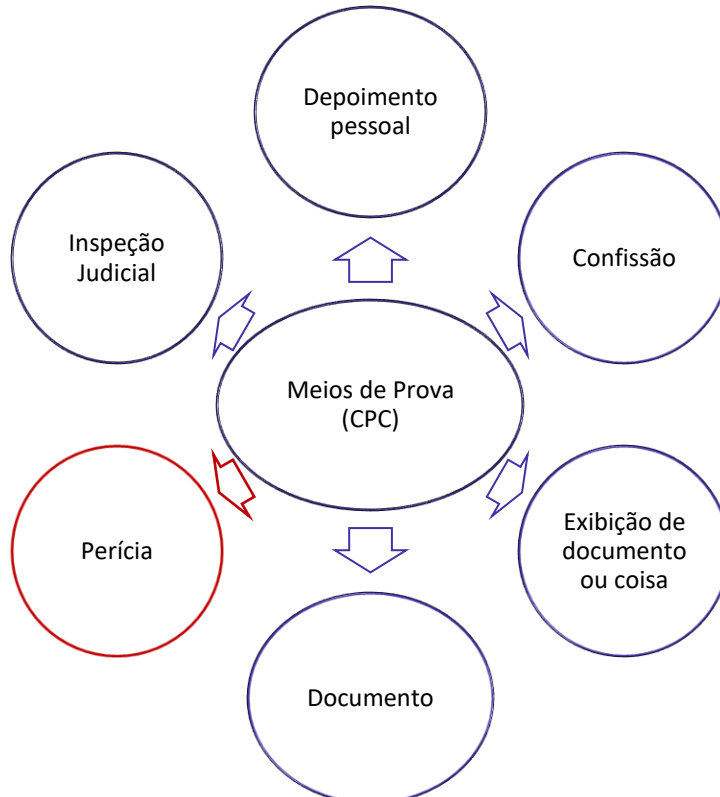 Depoimento
pessoal
Inspeção
Judicial
Confissão
Meios de Prova
(CPC)
Perícia
Exibição de
documento
ou coisa
Documento